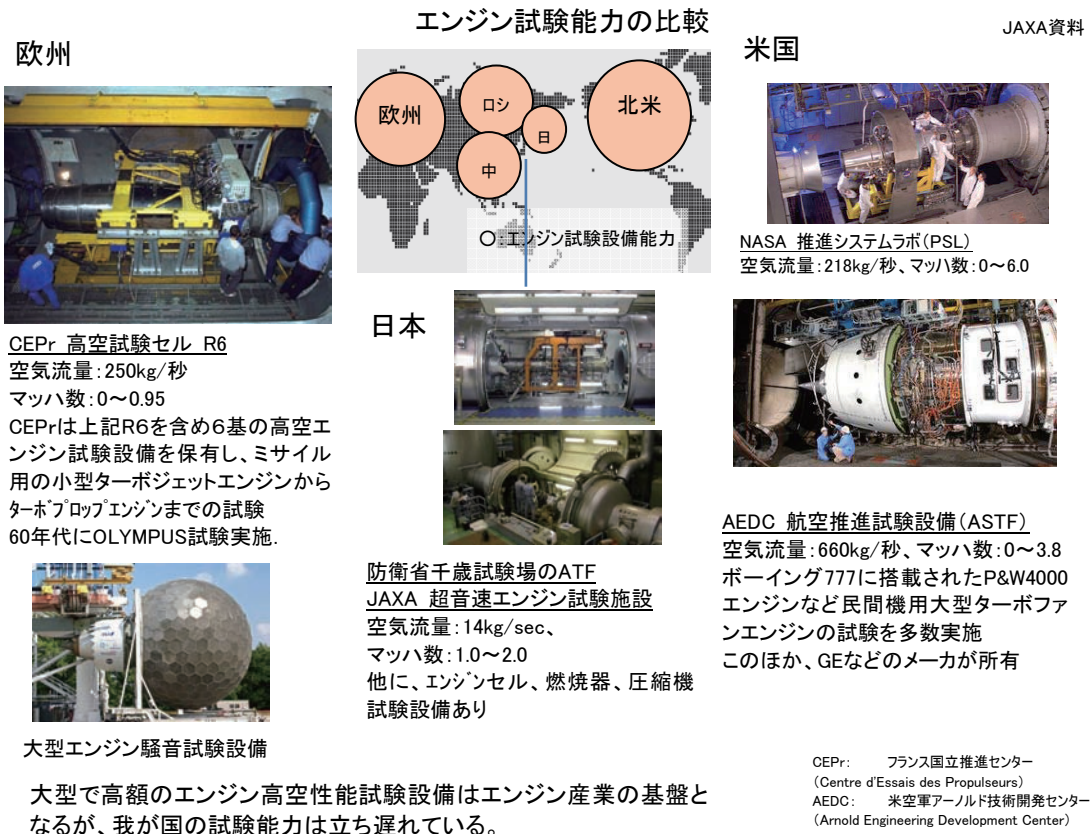 エンジン試験能力の比較
JAXA資料
欧州
米国
欧州
ロシ
日
中
北米
〇:エンジン試験設備能力
CEPr 高空試験セル R6
空気流量:250kg/秒
マッハ数:0～0.95
CEPrは上記R6を含め6基の高空エ
ンジン試験設備を保有し、ミサイル
用の小型ターボジェットエンジンから
ターボプロップエンジンまでの試験
60年代にOLYMPUS試験実施.
大型エンジン騒音試験設備
日本
防衛省千歳試験場のATF
JAXA 超音速エンジン試験施設
空気流量:14kg/sec、
マッハ数:1.0～2.0
他に、エンジンセル、燃焼器、圧縮機
試験設備あり
NASA 推進システムラボ(PSL)
空気流量:218kg/秒、マッハ数:0～6.0
AEDC 航空推進試験設備(ASTF)
空気流量:660kg/秒、マッハ数:0～3.8
ボーイング777に搭載されたP&W4000
エンジンなど民間機用大型ターボファ
ンエンジンの試験を多数実施
このほか、GEなどのメーカが所有
大型で高額のエンジン高空性能試験設備はエンジン産業の基盤と
なるが、我が国の試験能力は立ち遅れている。
CEPr: フランス国立推進センター
(Centre d'Essais des Propulseurs)
AEDC: 米空軍アーノルド技術開発センター
(Arnold Engineering Development Center)